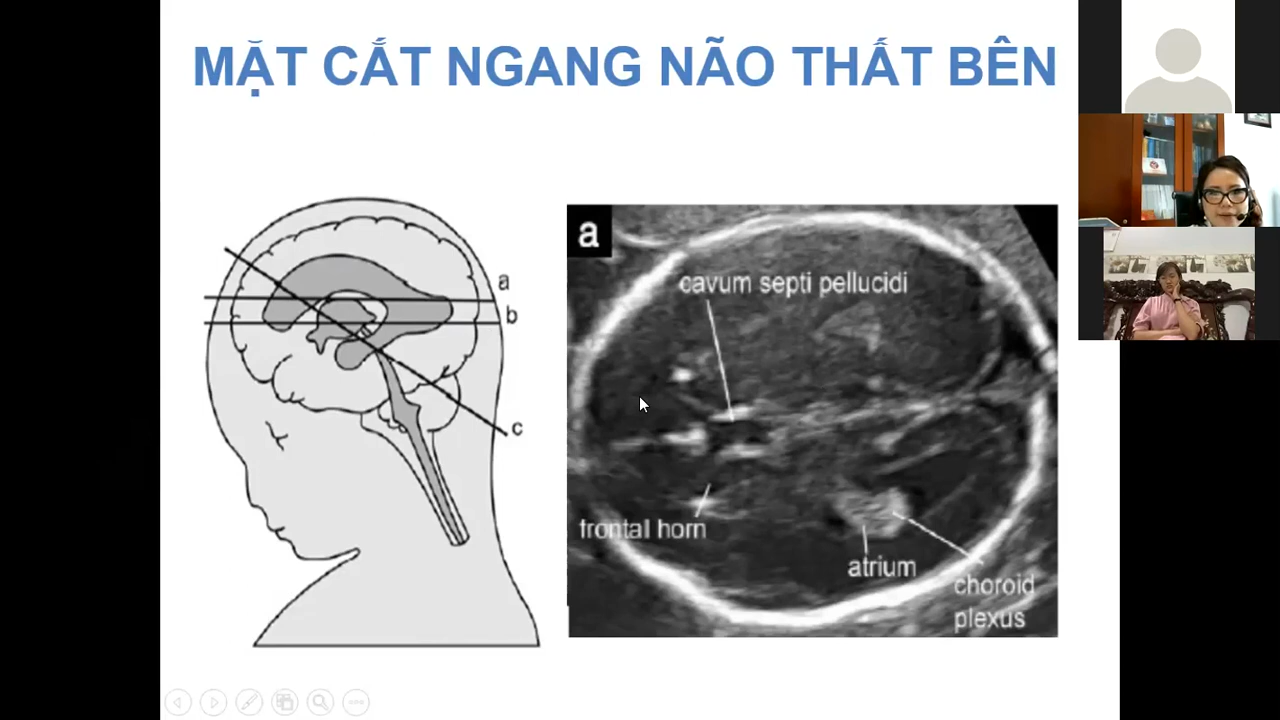 MẶT CẮT NGANG NÃO THẤT BÊN
a
b
c
a
cavum septi pellucidi
frontal horn
atrium
choroid
plexus